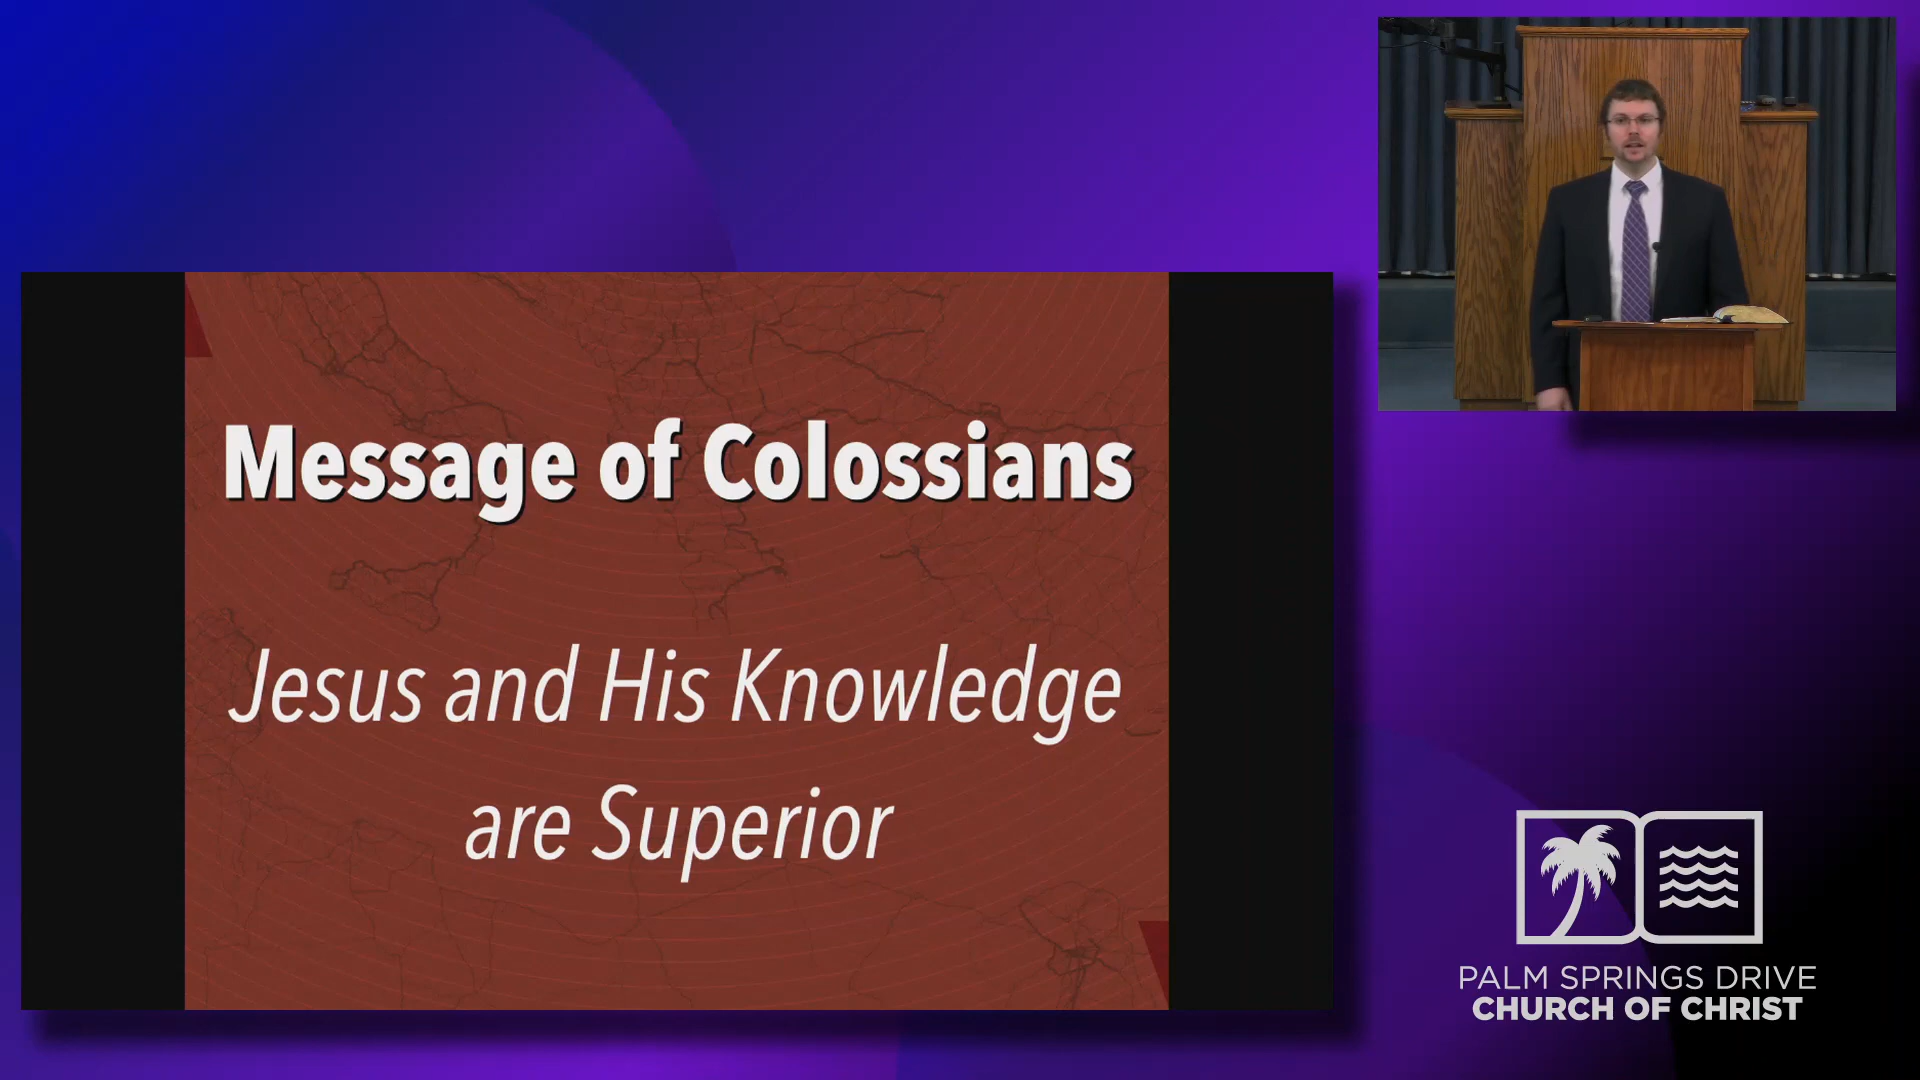 Message of Colossians
Jesus and His Knowledge
are Superior
PALM SPRINGS DRIVE
CHURCH OF CHRIST